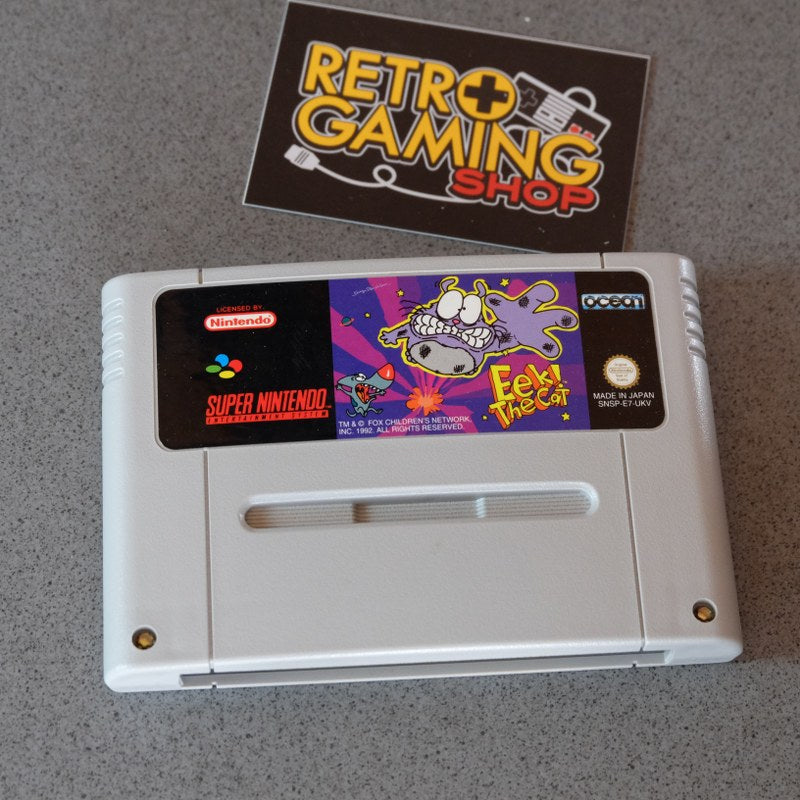 RETRO
GAMING
SHOP
LICENSED BY
Nintendo
SUPER NINTENDO
ENTERTAINMENT SYSTEM
TM & © FOX CHILDREN'S NETWORK,
INC. 1992. ALL RIGHTS RESERVED.
Eek!
The Cat
ocean
MADE IN JAPAN
SNSP-E7-UKV